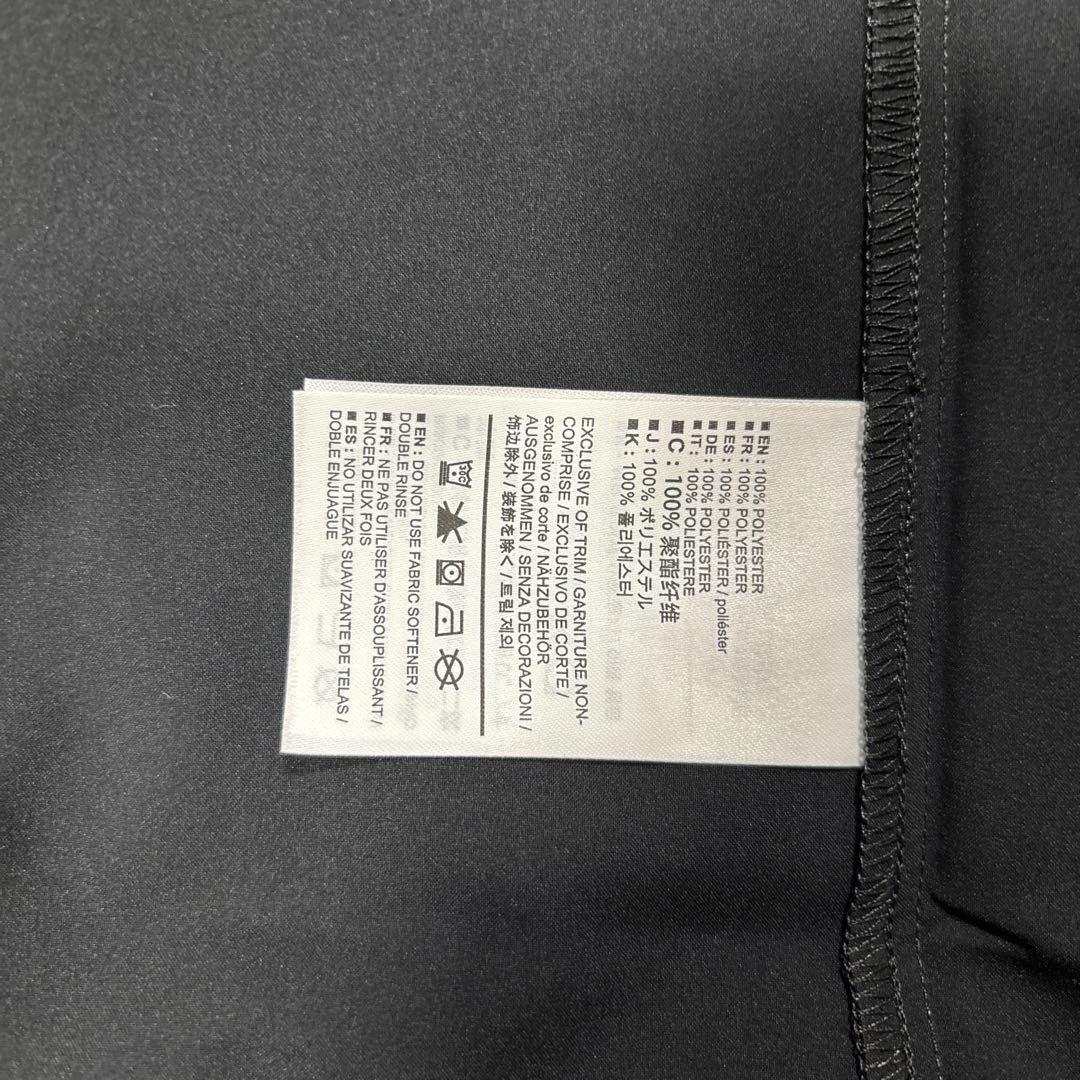 ■ EN: 100% POLYESTER
■ FR: 100% POLYESTER
■ ES: 100% POLIESTER / poliéster
■ DE: 100% POLYESTER
■ IT: 100% POLIESTERE
■ C: 100% 聚酯纤维
■ J: 100% ポリエステル
■ K: 100% 폴리에스터
EXCLUSIVE OF TRIM / GARNITURE NON-
COMPRISE / EXCLUSIVO DE CORTE /
exclusivo de corte / NÄHZUBEHÖR
AUSGENOMMEN / SENZA DECORAZIONI /
饰边除外 / 装飾を除く / 트림 제외
■ EN: DO NOT USE FABRIC SOFTENER /
DOUBLE RINSE
■ FR: NE PAS UTILISER D'ASSOUPLISSANT /
RINCER DEUX FOIS
■ ES: NO UTILIZAR SUAVIZANTE DE TELAS /
DOBLE ENJUAGUE